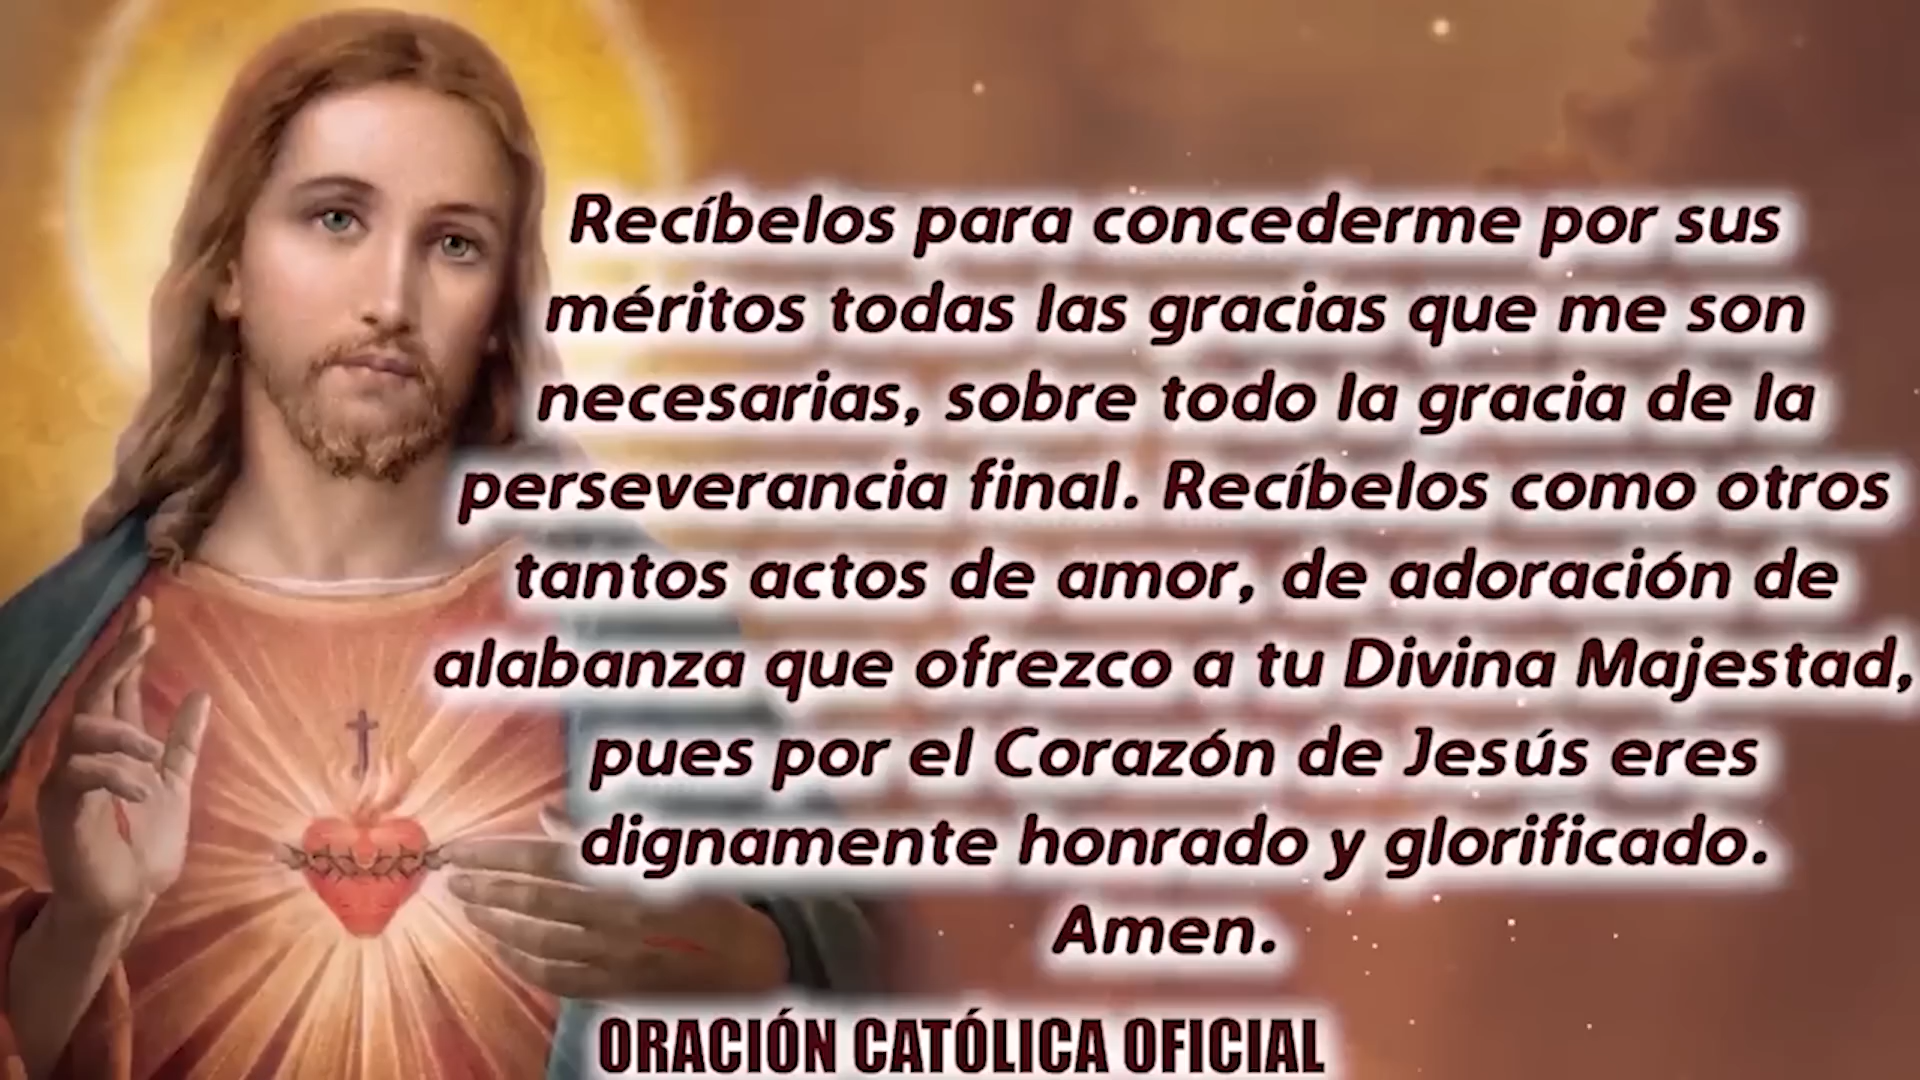 Recíbelos para concederme por sus
méritos todas las gracias que me son
necesarias, sobre todo la gracia de la
perseverancia final. Recíbelos como otros
tantos actos de amor, de adoración de
alabanza que ofrezco a tu Divina Majestad,
pues por el Corazón de Jesús eres
dignamente honrado y glorificado.
Amen.
ORACIÓN CATÓLICA OFICIAL